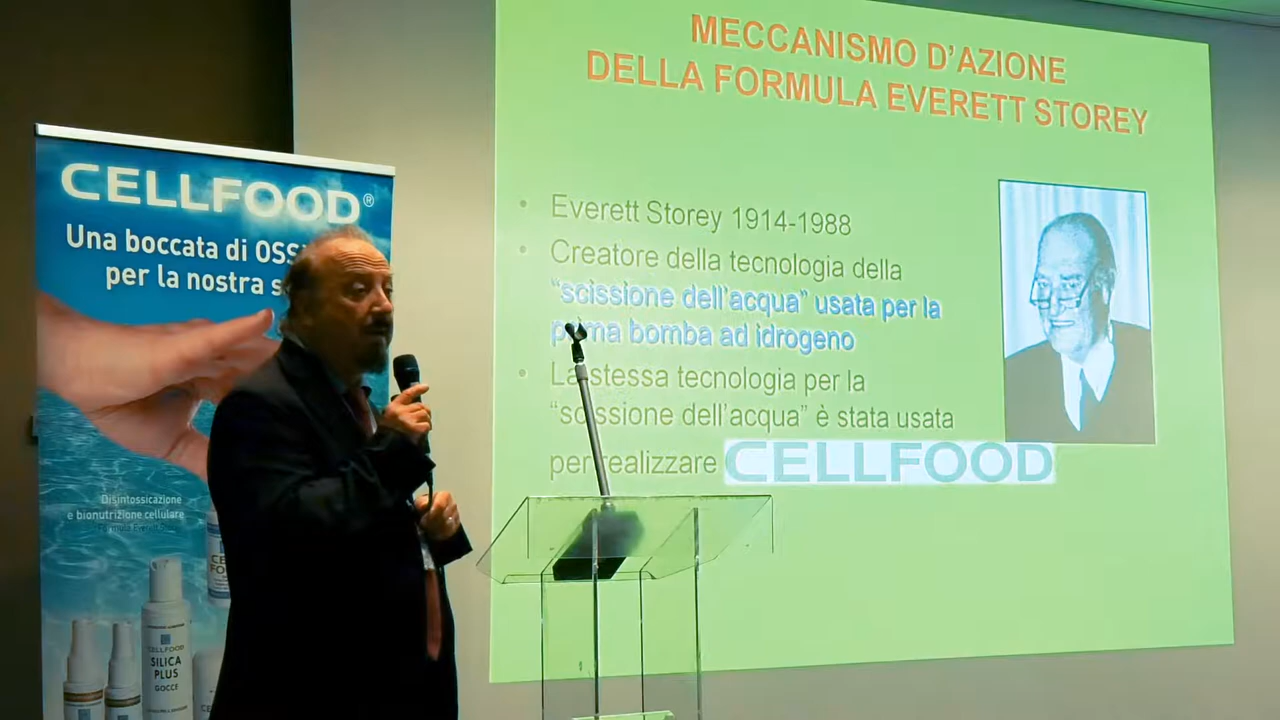 MECCANISMO D'AZIONE
DELLA FORMULA EVERETT STOREY
• Everett Storey 1914-1988
• Creatore della tecnologia della
"scissione dell'acqua" usata per la
prima bomba ad idrogeno
• La stessa tecnologia per la
"scissione dell'acqua" è stata usata
per realizzare CELLFOOD
CELLFOOD®
Una boccata di
per la nostra
Disintossicazione
e bionutrizione cellulare
CELLFOOD
SILICA
PLUS
GOCCE